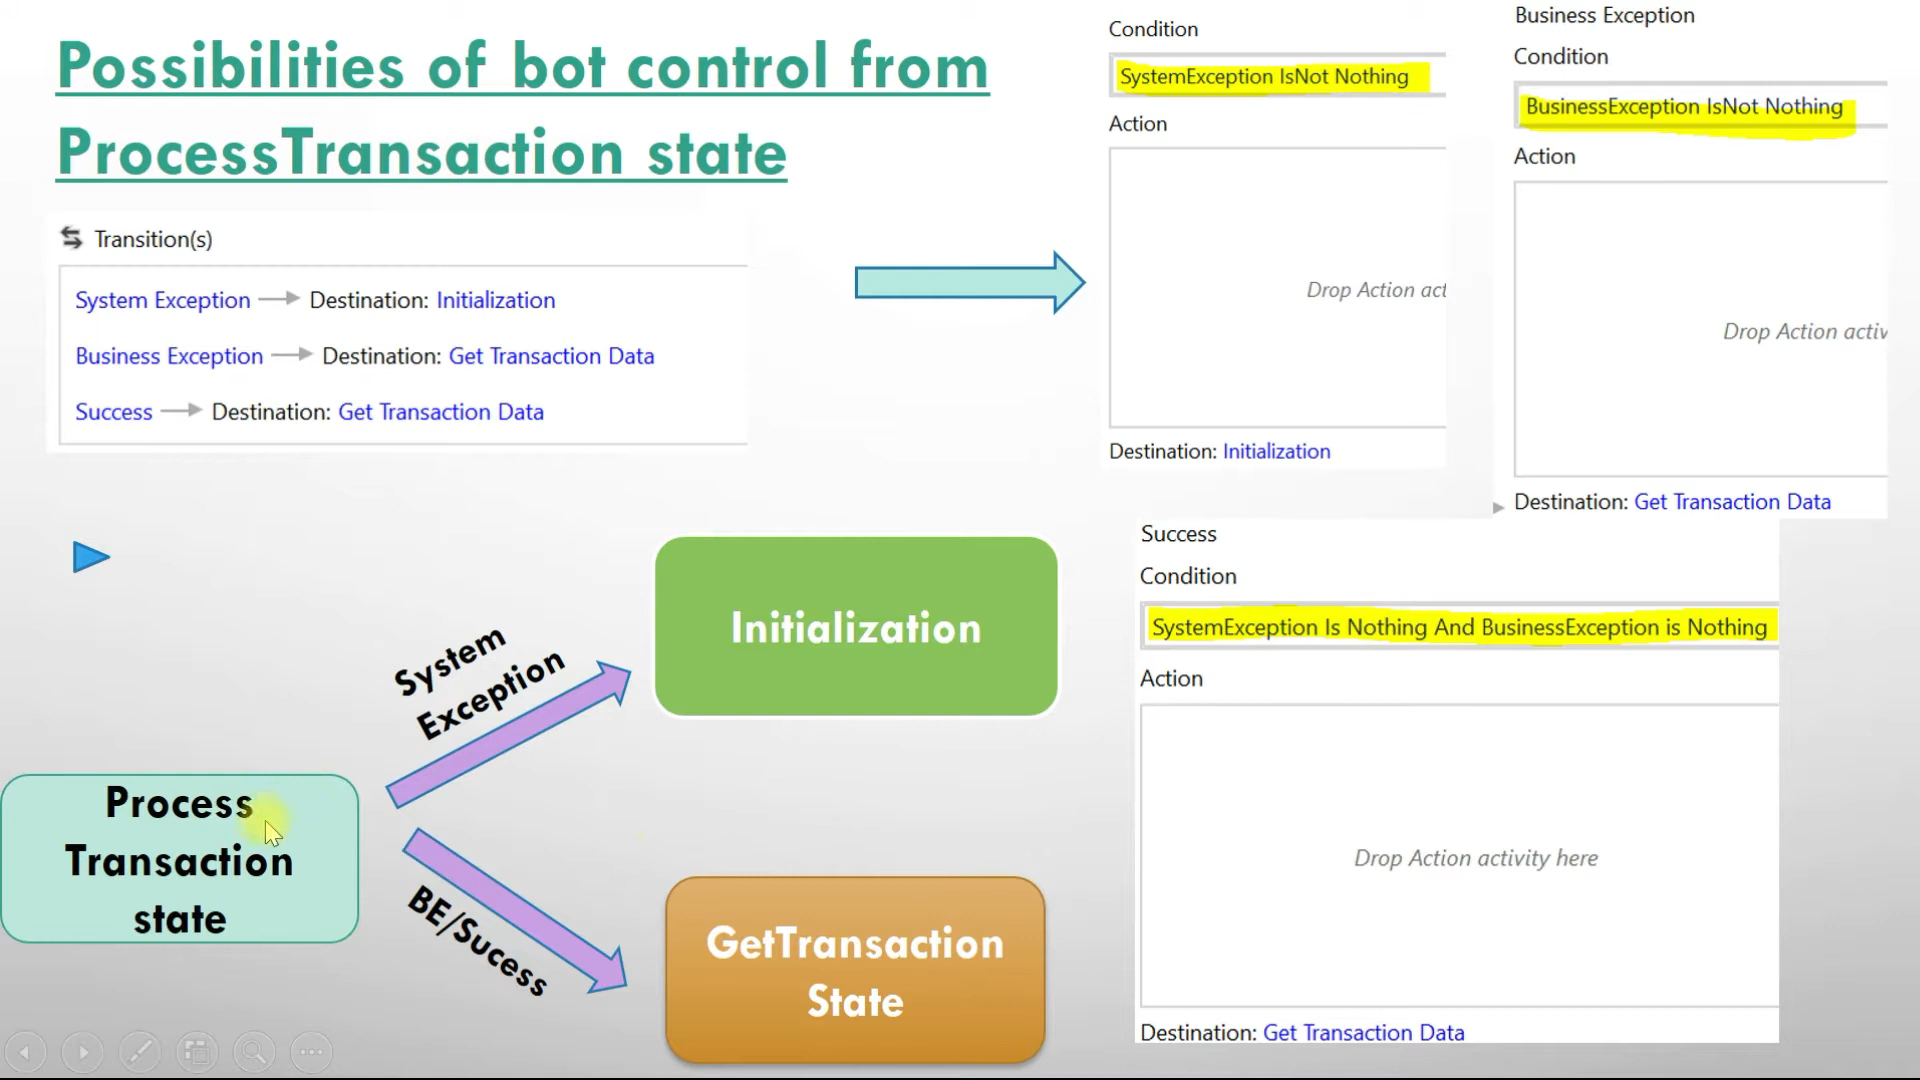 Possibilities of bot control from
ProcessTransaction state
Transition(s)
System Exception Destination: Initialization
Business Exception Destination: Get Transaction Data
Success Destination: Get Transaction Data
Condition
SystemException IsNot Nothing
Action
Drop Action act
Destination: Initialization
Business Exception
Condition
BusinessException IsNot Nothing
Action
Drop Action activ
Destination: Get Transaction Data
Success
Condition
SystemException Is Nothing And BusinessException is Nothing
Action
Drop Action activity here
Destination: Get Transaction Data
System
Exception
Initialization
Process
Transaction
state
BE/Sucess
GetTransaction
State